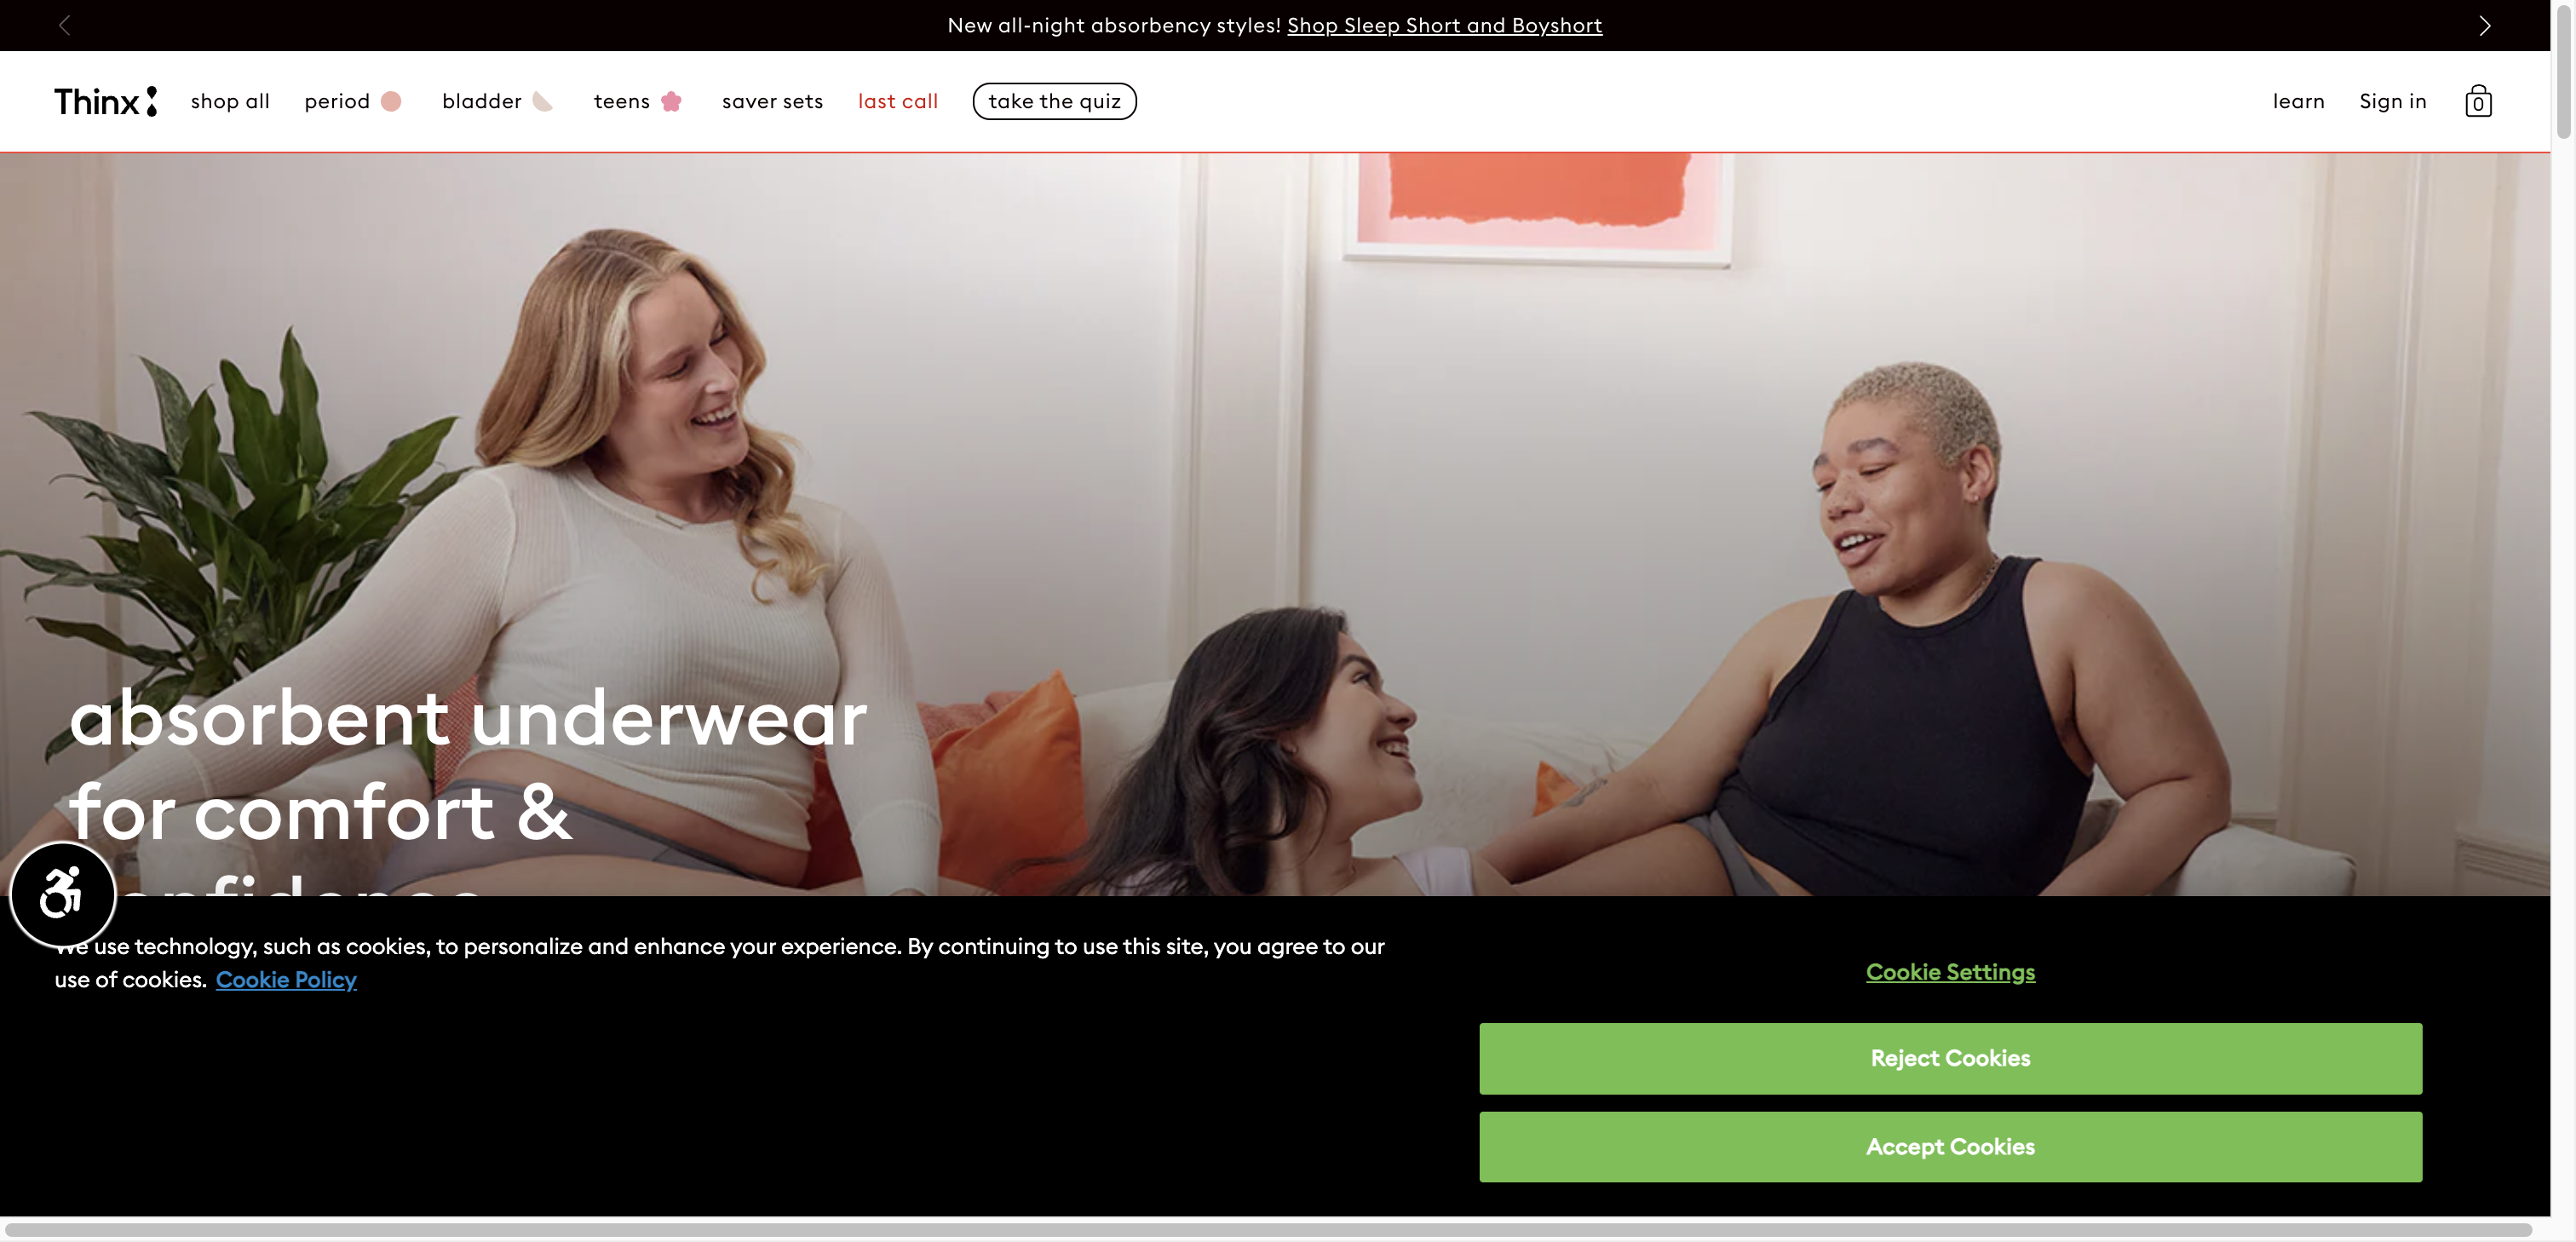 New all-night absorbency styles! Shop Sleep Short and Boyshort
Thinx
shop all
period
bladder
teens
saver sets
last call
take the quiz
learn
Sign in
0
absorbent underwear
for comfort &
We use technology, such as cookies, to personalize and enhance your experience. By continuing to use this site, you agree to our
use of cookies. Cookie Policy
Cookie Settings
Reject Cookies
Accept Cookies